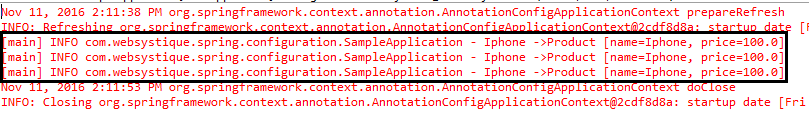 Nov 11, 2016 2:11:38 PM org.springframework.context.annotation.AnnotationConfigApplicationContext prepareRefresh
INFO: Refreshing org.springframework.context.annotation.AnnotationConfigApplicationContext@2cdf8d8a: startup date [F
[main] INFO com.websystique.spring.configuration.SampleApplication - Iphone ->Product [name=Iphone, price=100.0]
[main] INFO com.websystique.spring.configuration.SampleApplication - Iphone ->Product [name=Iphone, price=100.0]
[main] INFO com.websystique.spring.configuration.SampleApplication - Iphone ->Product [name=Iphone, price=100.0]
Nov 11, 2016 2:11:53 PM org.springframework.context.annotation.AnnotationConfigApplicationContext doClose
INFO: Closing org.springframework.context.annotation.AnnotationConfigApplicationContext@2cdf8d8a: startup date [Fri